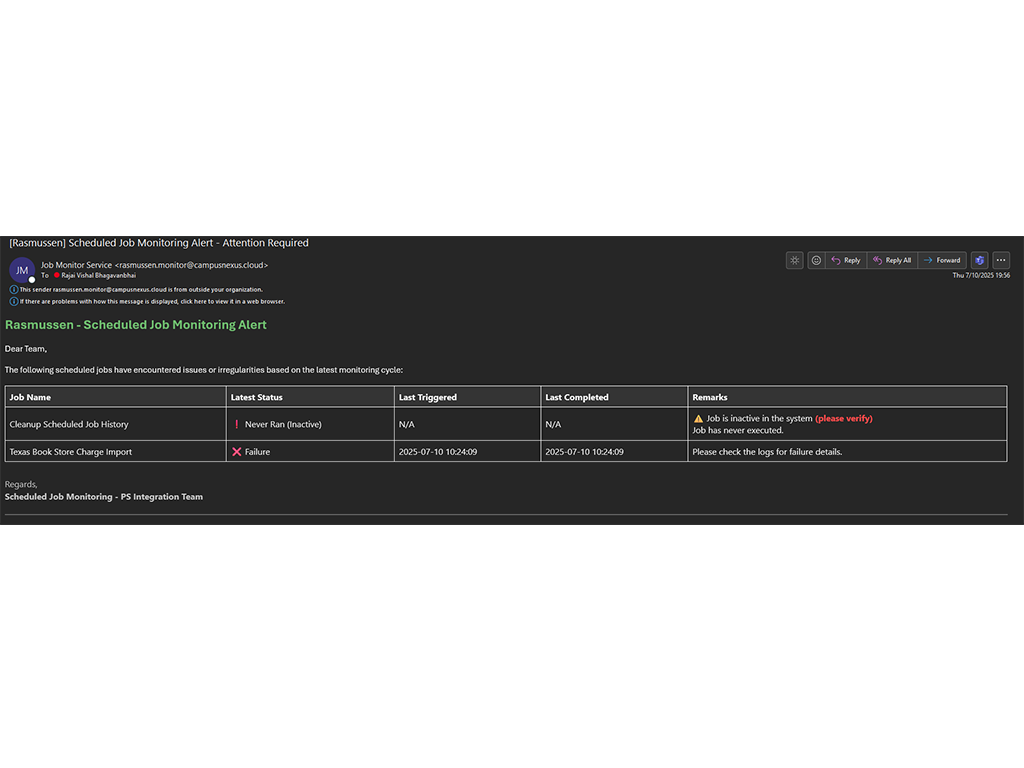 [Rasmussen] Scheduled Job Monitoring Alert - Attention Required
JM
Job Monitor Service <rasmussen.monitor@campusnexus.cloud>
To Rajai Vishal Bhagavanbhai
Reply
Reply All
Forward
Thu 7/10/2025 19:56
This sender rasmussen.monitor@campusnexus.cloud is from outside your organization.
If there are problems with how this message is displayed, click here to view it in a web browser.
Rasmussen - Scheduled Job Monitoring Alert
Dear Team,
The following scheduled jobs have encountered issues or irregularities based on the latest monitoring cycle:
Job Name Latest Status Last Triggered Last Completed Remarks
Cleanup Scheduled Job History ❗ Never Ran (Inactive) N/A N/A ⚠ Job is inactive in the system (please verify)
Job has never executed.
Texas Book Store Charge Import ❌ Failure 2025-07-10 10:24:09 2025-07-10 10:24:09 Please check the logs for failure details.
Regards,
Scheduled Job Monitoring - PS Integration Team